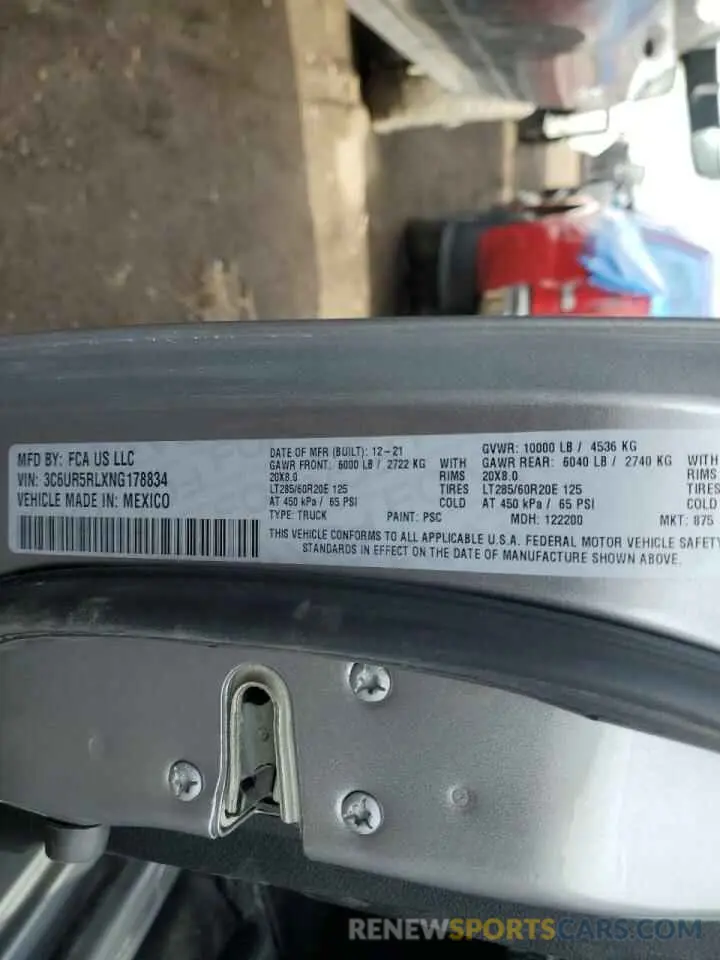 MFD BY: FCA US LLC
VIN: 3C6UR5RLXNG178834
VEHICLE MADE IN: MEXICO
DATE OF MFR (BUILT): 12-21
GAWR FRONT: 6000 LB / 2722 KG WITH
20X8.0 RIMS
LT285/60R20E 125 TIRES
AT 450 kPa / 65 PSI COLD
TYPE: TRUCK PAINT: PSC
GVWR: 10000 LB / 4536 KG
GAWR REAR: 6040 LB / 2740 KG WITH
20X8.0 RIMS
LT285/60R20E 125 TIRES
AT 450 kPa / 65 PSI COLD
MDH: 122200 MKT: 875
THIS VEHICLE CONFORMS TO ALL APPLICABLE U.S.A. FEDERAL MOTOR VEHICLE SAFETY
STANDARDS IN EFFECT ON THE DATE OF MANUFACTURE SHOWN ABOVE.
RENEWSPORTSCARS.COM